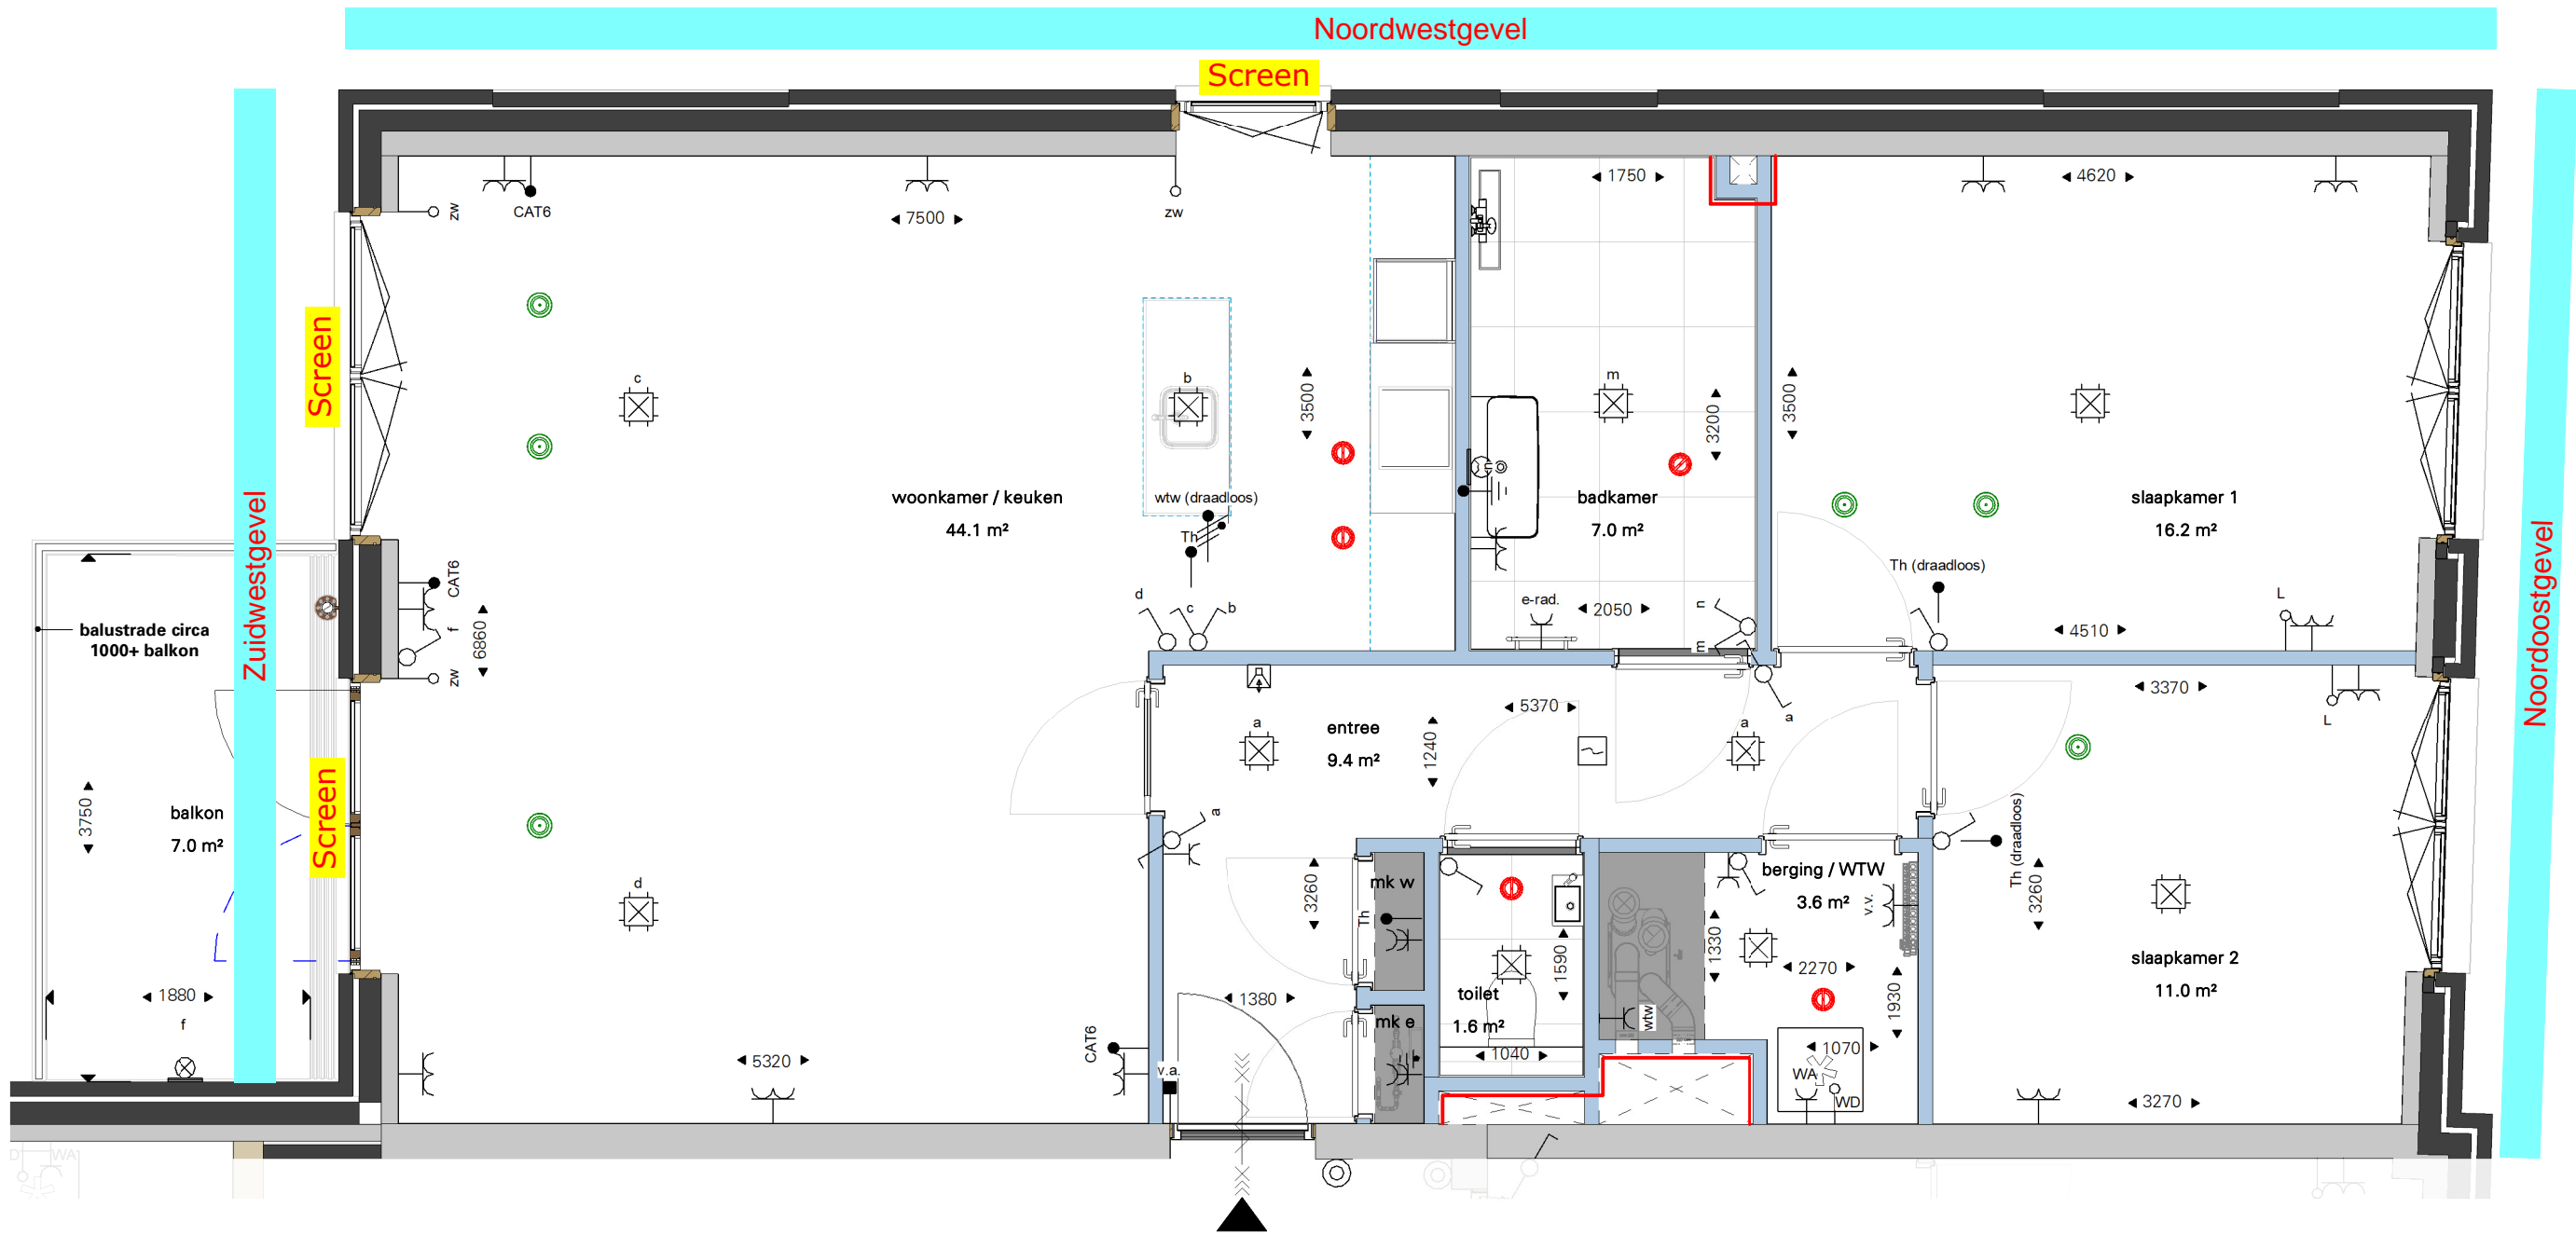 Noordwestgevel
Screen
CAT6
zw
zw
7500
1750
4620
Screen
c
b
m
3500
3200
3500
woonkamer / keuken
44.1 m²
wtw (draadloos)
Th
badkamer
7.0 m²
slaapkamer 1
16.2 m²
Zuidwestgevel
Noordoostgevel
balustrade circa
1000+ balkon
CAT6
f
zw
6860
d
c
b
e-rad.
2050
n
m
Th (draadloos)
L
4510
3370
L
a
5370
entree
9.4 m²
1240
a
a
Screen
3750
balkon
7.0 m²
1880
f
d
a
3260
mk w
Th
1380
mk e
toilet
1.6 m²
1590
1040
berging / WTW
3.6 m²
v.v.
1330
2270
1930
wtw
1070
WA
WD
Th (draadloos)
3260
slaapkamer 2
11.0 m²
3270
5320
CAT6
v.a.
D
WA